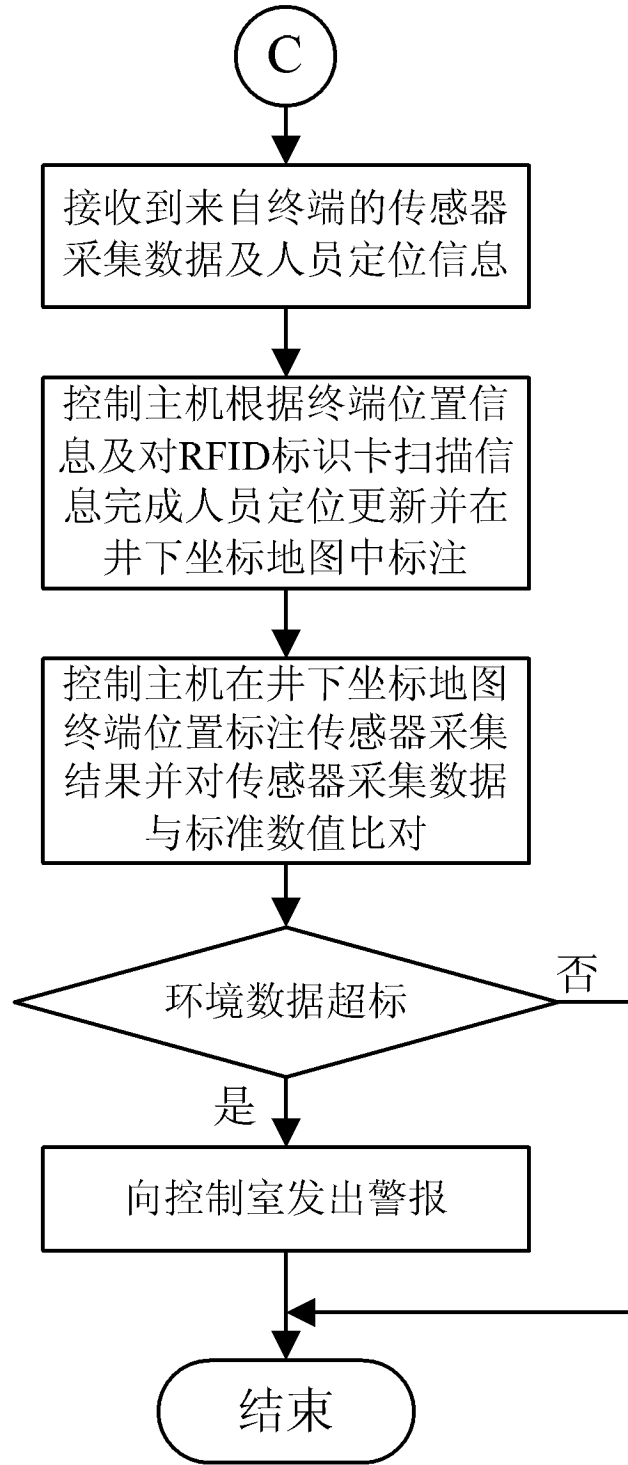 C
接收到来自终端的传感器
采集数据及人员定位信息
控制主机根据终端位置信
息及对RFID标识卡扫描信
息完成人员定位更新并在
井下坐标地图中标注
控制主机在井下坐标地图
终端位置标注传感器采集
结果并对传感器采集数据
与标准数值比对
环境数据超标
否
是
向控制室发出警报
结束